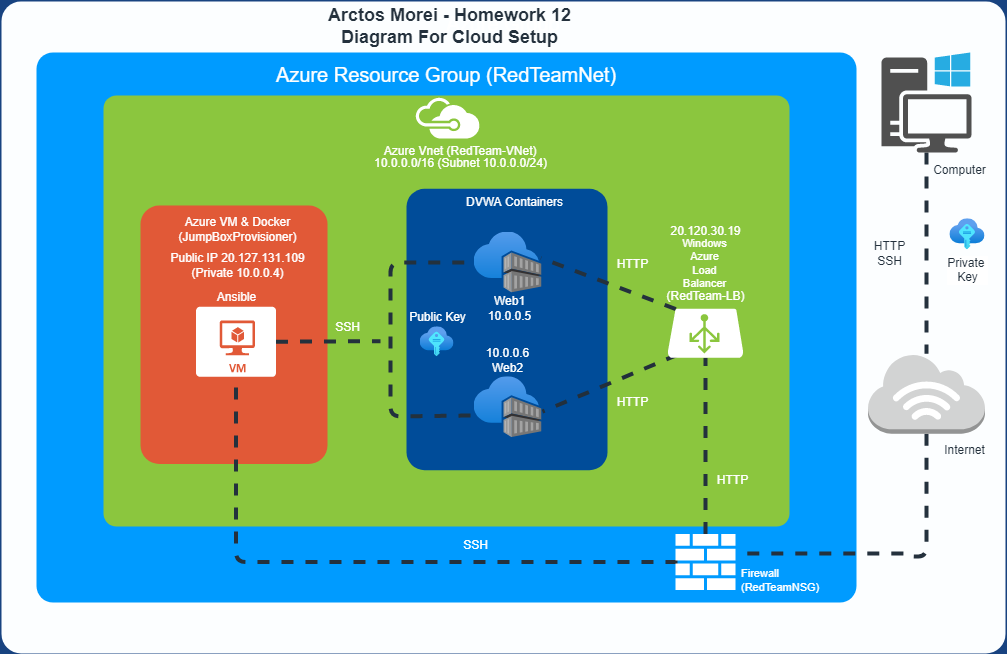 Arctos Morei - Homework 12
Diagram For Cloud Setup
Azure Resource Group (RedTeamNet)
Azure Vnet (RedTeam-VNet)
10.0.0.0/16 (Subnet 10.0.0.0/24)
Azure VM & Docker
(JumpBoxProvisioner)
Public IP 20.127.131.109
(Private 10.0.0.4)
Ansible
VM
SSH
DVWA Containers
Public Key
Web1
10.0.0.5
10.0.0.6
Web2
HTTP
HTTP
20.120.30.19
Windows
Azure
Load
Balancer
(RedTeam-LB)
HTTP
SSH
Firewall
(RedTeamNSG)
Computer
HTTP
SSH
Private
Key
Internet